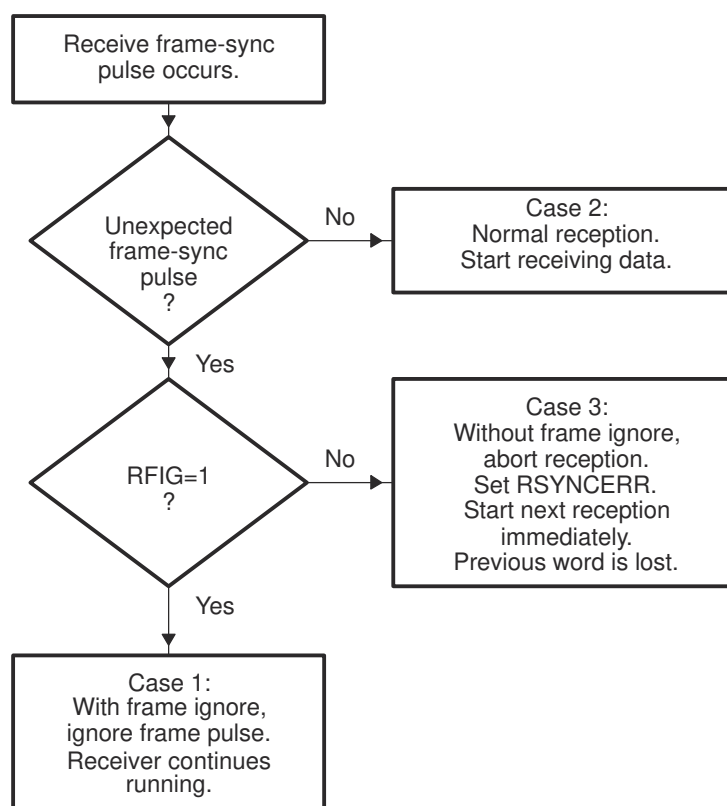 Receive frame-sync
pulse occurs.
Unexpected
frame-sync
pulse
?
No
Case 2:
Normal reception.
Start receiving data.
Yes
RFIG=1
?
No
Case 3:
Without frame ignore,
abort reception.
Set RSYNCERR.
Start next reception
immediately.
Previous word is lost.
Yes
Case 1:
With frame ignore,
ignore frame pulse.
Receiver continues
running.